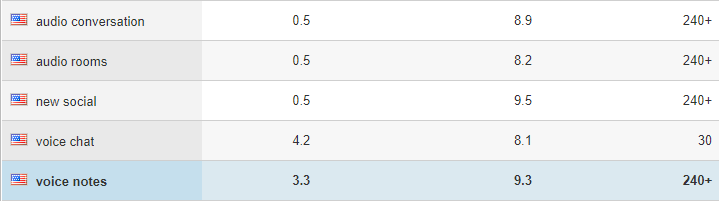 audio conversation 0.5 8.9 240+
audio rooms 0.5 8.2 240+
new social 0.5 9.5 240+
voice chat 4.2 8.1 30
voice notes 3.3 9.3 240+